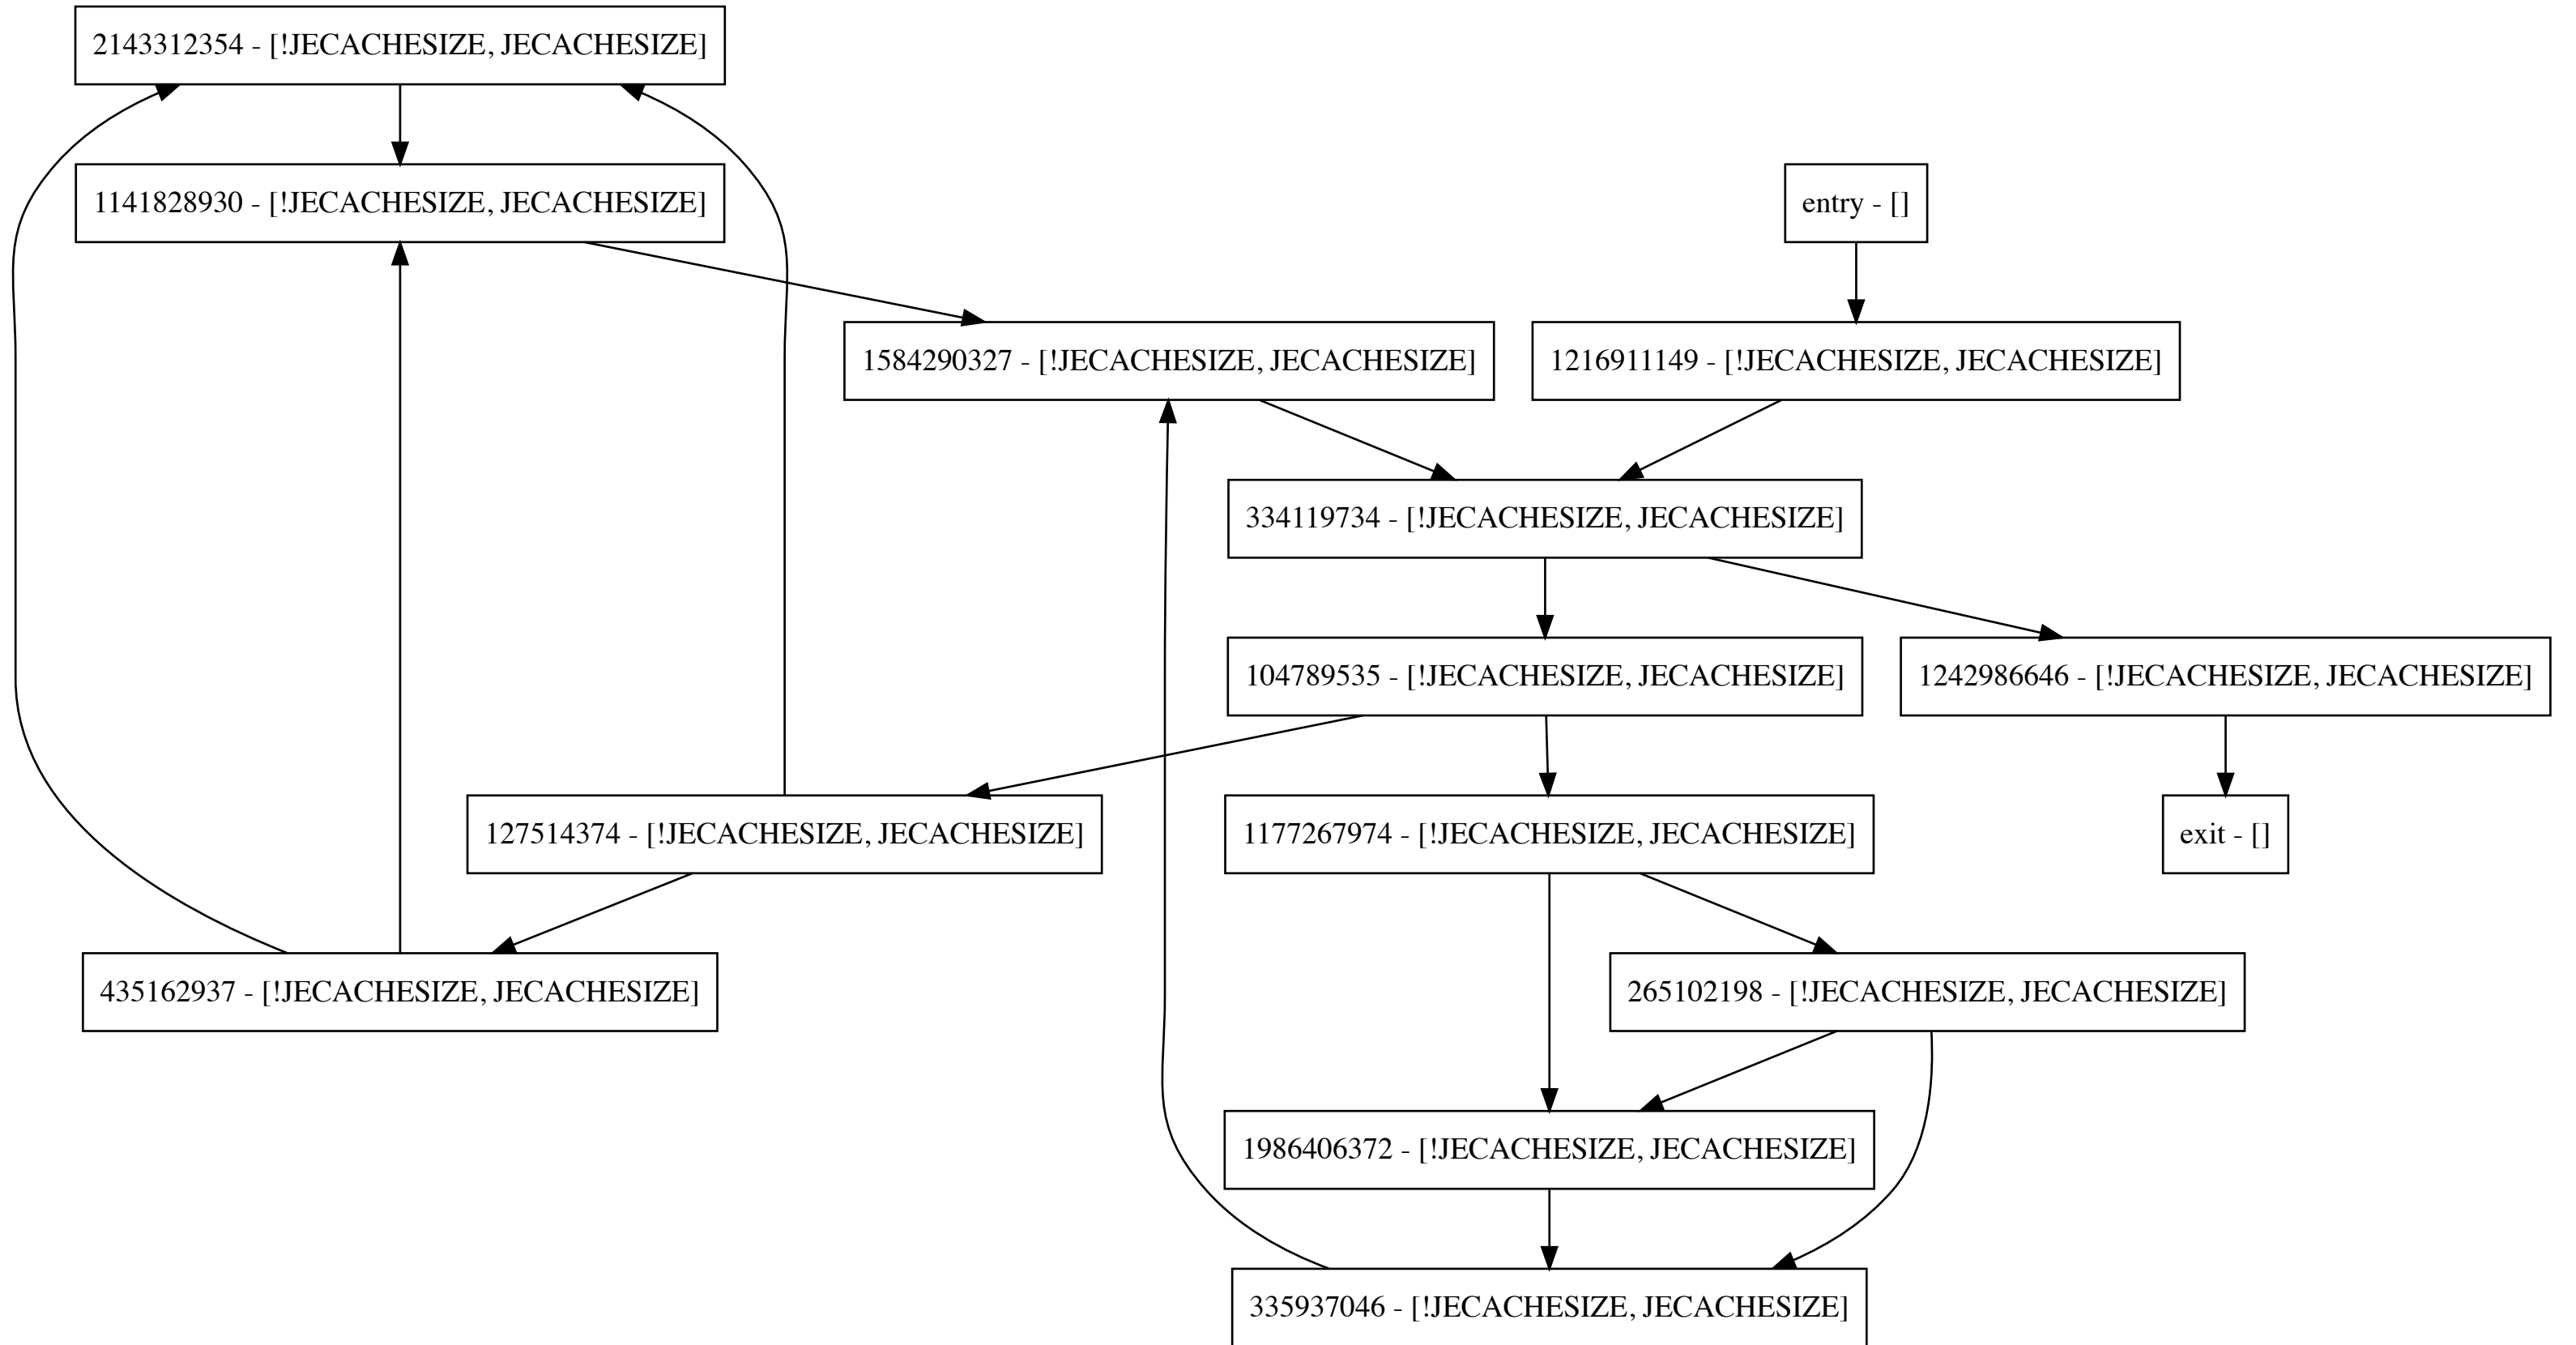 2143312354 - [!JECACHESIZE, JECACHESIZE]
1141828930 - [!JECACHESIZE, JECACHESIZE]
entry - []
1584290327 - [!JECACHESIZE, JECACHESIZE]
1216911149 - [!JECACHESIZE, JECACHESIZE]
334119734 - [!JECACHESIZE, JECACHESIZE]
104789535 - [!JECACHESIZE, JECACHESIZE]
1242986646 - [!JECACHESIZE, JECACHESIZE]
127514374 - [!JECACHESIZE, JECACHESIZE]
1177267974 - [!JECACHESIZE, JECACHESIZE]
exit - []
435162937 - [!JECACHESIZE, JECACHESIZE]
265102198 - [!JECACHESIZE, JECACHESIZE]
1986406372 - [!JECACHESIZE, JECACHESIZE]
335937046 - [!JECACHESIZE, JECACHESIZE]